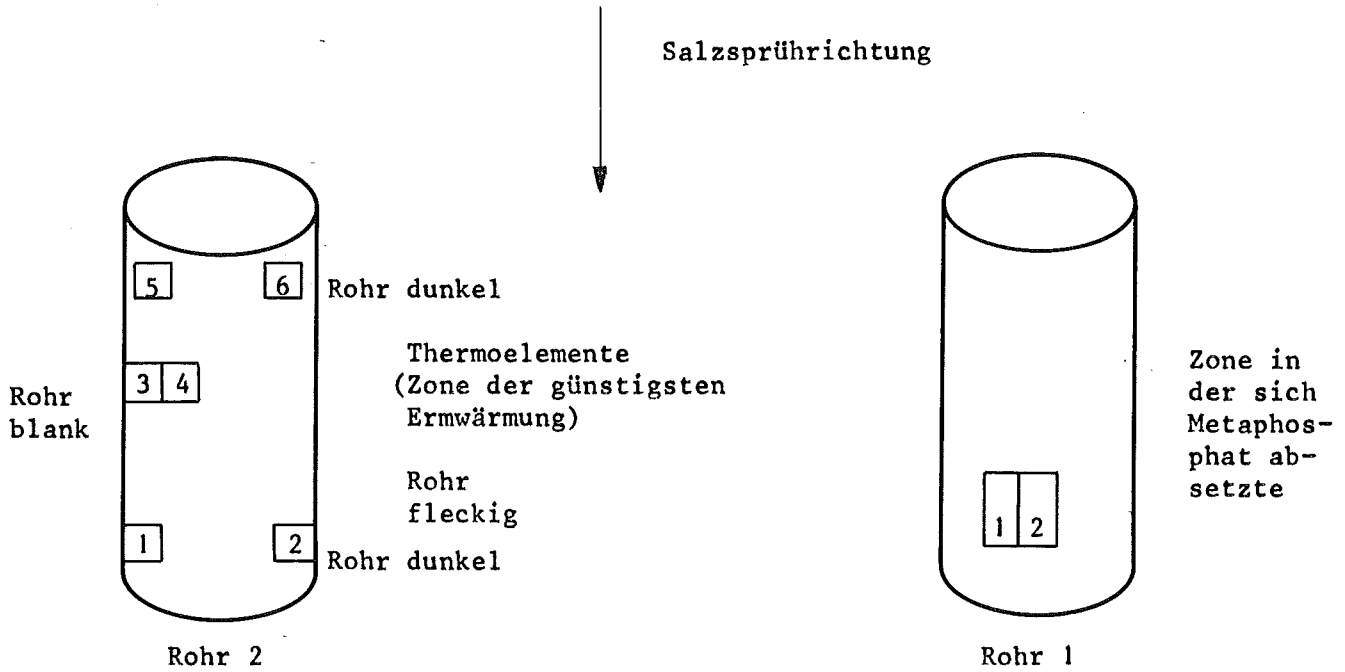 Salzsprührichtung
5
6
Rohr dunkel
Thermoelemente
(Zone der günstigsten
Ermwärmung)
3
4
Rohr
blank
Rohr
fleckig
1
2
Rohr dunkel
Rohr 2
Zone in
der sich
Metaphos-
phat ab-
setzte
1
2
Rohr 1